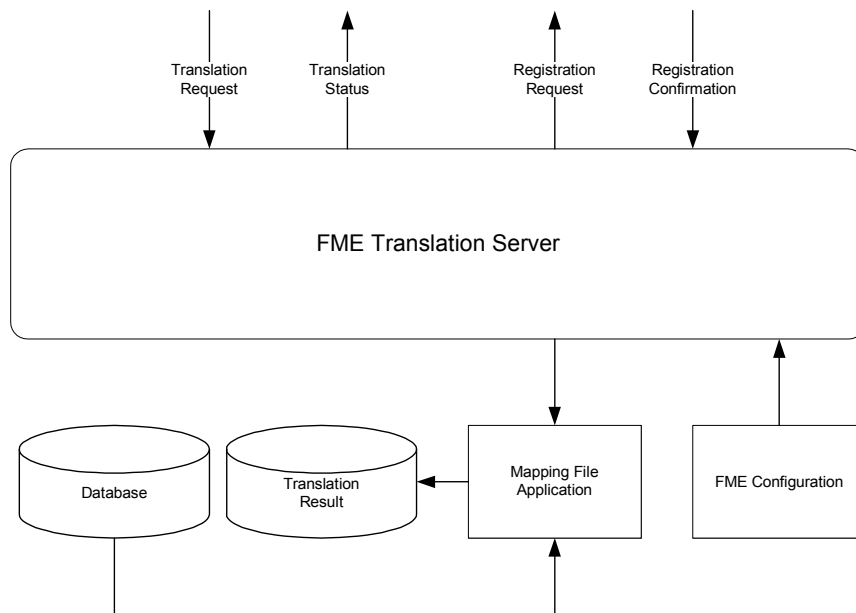 Translation
Request
Translation
Status
Registration
Request
Registration
Confirmation
FME Translation Server
Database
Translation
Result
Mapping File
Application
FME Configuration